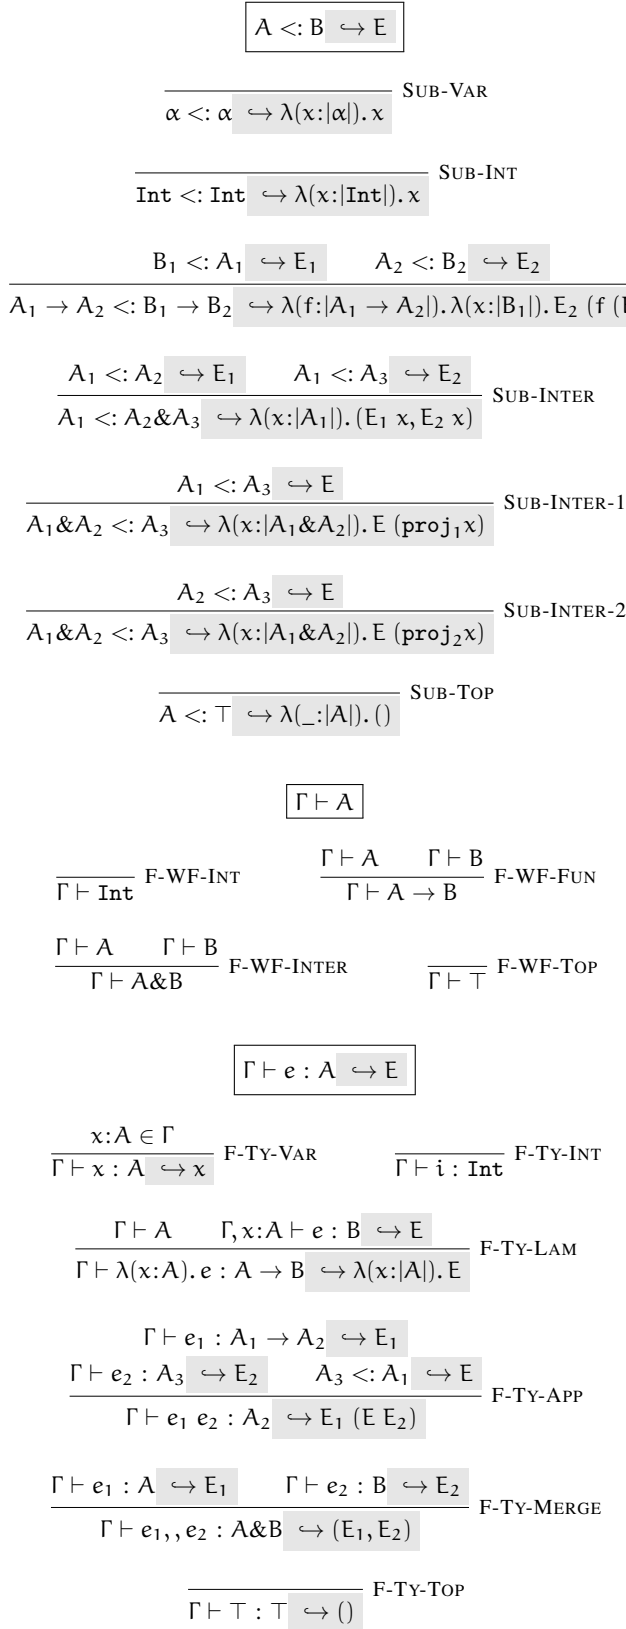 A <: B ↪ E
SUB-VAR
α <: α ↪ λ(x:|α|). x
SUB-INT
Int <: Int ↪ λ(x:|Int|). x
B₁ <: A₁ ↪ E₁ A₂ <: B₂ ↪ E₂
A₁ → A₂ <: B₁ → B₂ ↪ λ(f:|A₁ → A₂|). λ(x:|B₁|). E₂ (f (
A₁ <: A₂ ↪ E₁ A₁ <: A₃ ↪ E₂
SUB-INTER
A₁ <: A₂&A₃ ↪ λ(x:|A₁|). (E₁ x, E₂ x)
A₁ <: A₃ ↪ E
SUB-INTER-1
A₁&A₂ <: A₃ ↪ λ(x:|A₁&A₂|). E (proj₁x)
A₂ <: A₃ ↪ E
SUB-INTER-2
A₁&A₂ <: A₃ ↪ λ(x:|A₁&A₂|). E (proj₂x)
SUB-TOP
A <: ⊤ ↪ λ(_:|A|). ()
Γ ⊢ A
Γ ⊢ A Γ ⊢ B
F-WF-INT F-WF-FUN
Γ ⊢ Int Γ ⊢ A → B
Γ ⊢ A Γ ⊢ B
F-WF-INTER F-WF-TOP
Γ ⊢ A&B Γ ⊢ ⊤
Γ ⊢ e : A ↪ E
x:A ∈ Γ
F-TY-VAR F-TY-INT
Γ ⊢ x : A ↪ x Γ ⊢ i : Int
Γ ⊢ A Γ, x:A ⊢ e : B ↪ E
F-TY-LAM
Γ ⊢ λ(x:A). e : A → B ↪ λ(x:|A|). E
Γ ⊢ e₁ : A₁ → A₂ ↪ E₁
Γ ⊢ e₂ : A₃ ↪ E₂ A₃ <: A₁ ↪ E
F-TY-APP
Γ ⊢ e₁ e₂ : A₂ ↪ E₁ (E E₂)
Γ ⊢ e₁ : A ↪ E₁ Γ ⊢ e₂ : B ↪ E₂
F-TY-MERGE
Γ ⊢ e₁,,e₂ : A&B ↪ (E₁, E₂)
F-TY-TOP
Γ ⊢ ⊤ : ⊤ ↪ ()